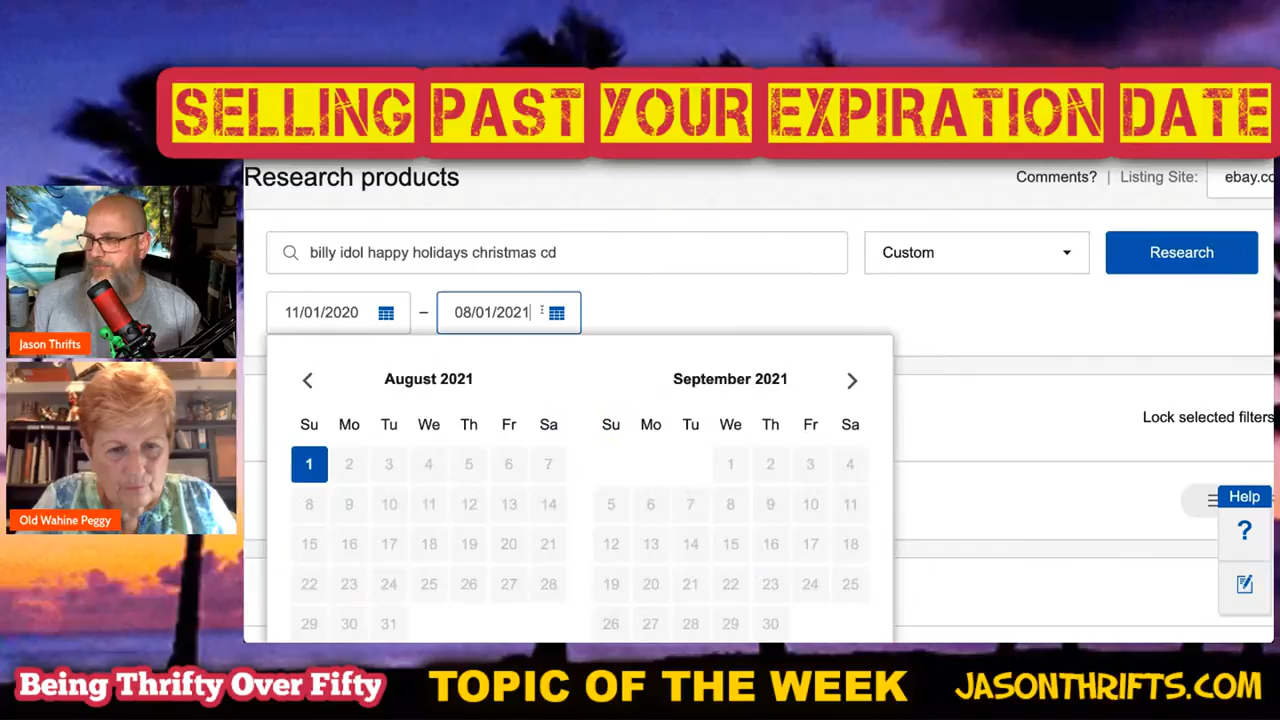 SELLING PAST YOUR EXPIRATION DATE
Research products
Comments? | Listing Site: ebay.co
billy idol happy holidays christmas cd
Custom
Research
11/01/2020 – 08/01/2021
August 2021
September 2021
Su Mo Tu We Th Fr Sa
Su Mo Tu We Th Fr Sa
1 2 3 4 5 6 7
1 2 3 4
8 9 10 11 12 13 14
5 6 7 8 9 10 11
15 16 17 18 19 20 21
12 13 14 15 16 17 18
22 23 24 25 26 27 28
19 20 21 22 23 24 25
29 30 31
26 27 28 29 30
Lock selected filters
Help
?
Jason Thrifts
Old Wahine Peggy
Being Thrifty Over Fifty
TOPIC OF THE WEEK
JASONTHRIFTS.COM